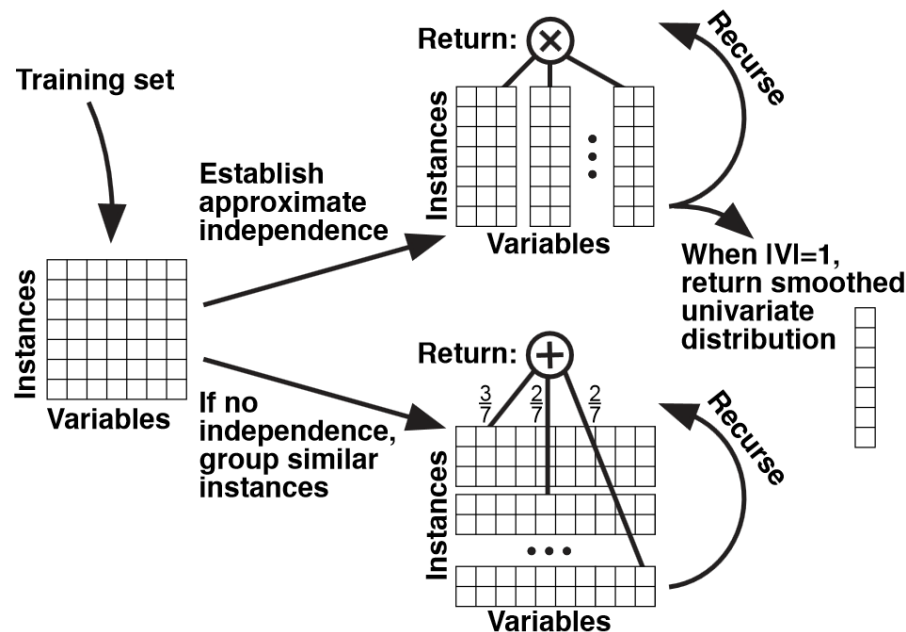 Training set
Instances
Variables
Establish
approximate
independence
Return:
×
Instances
Variables
Recurse
When |V|=1,
return smoothed
univariate
distribution
If no
independence,
group similar
instances
Return:
+
3/7
2/7
2/7
Instances
Variables
Recurse